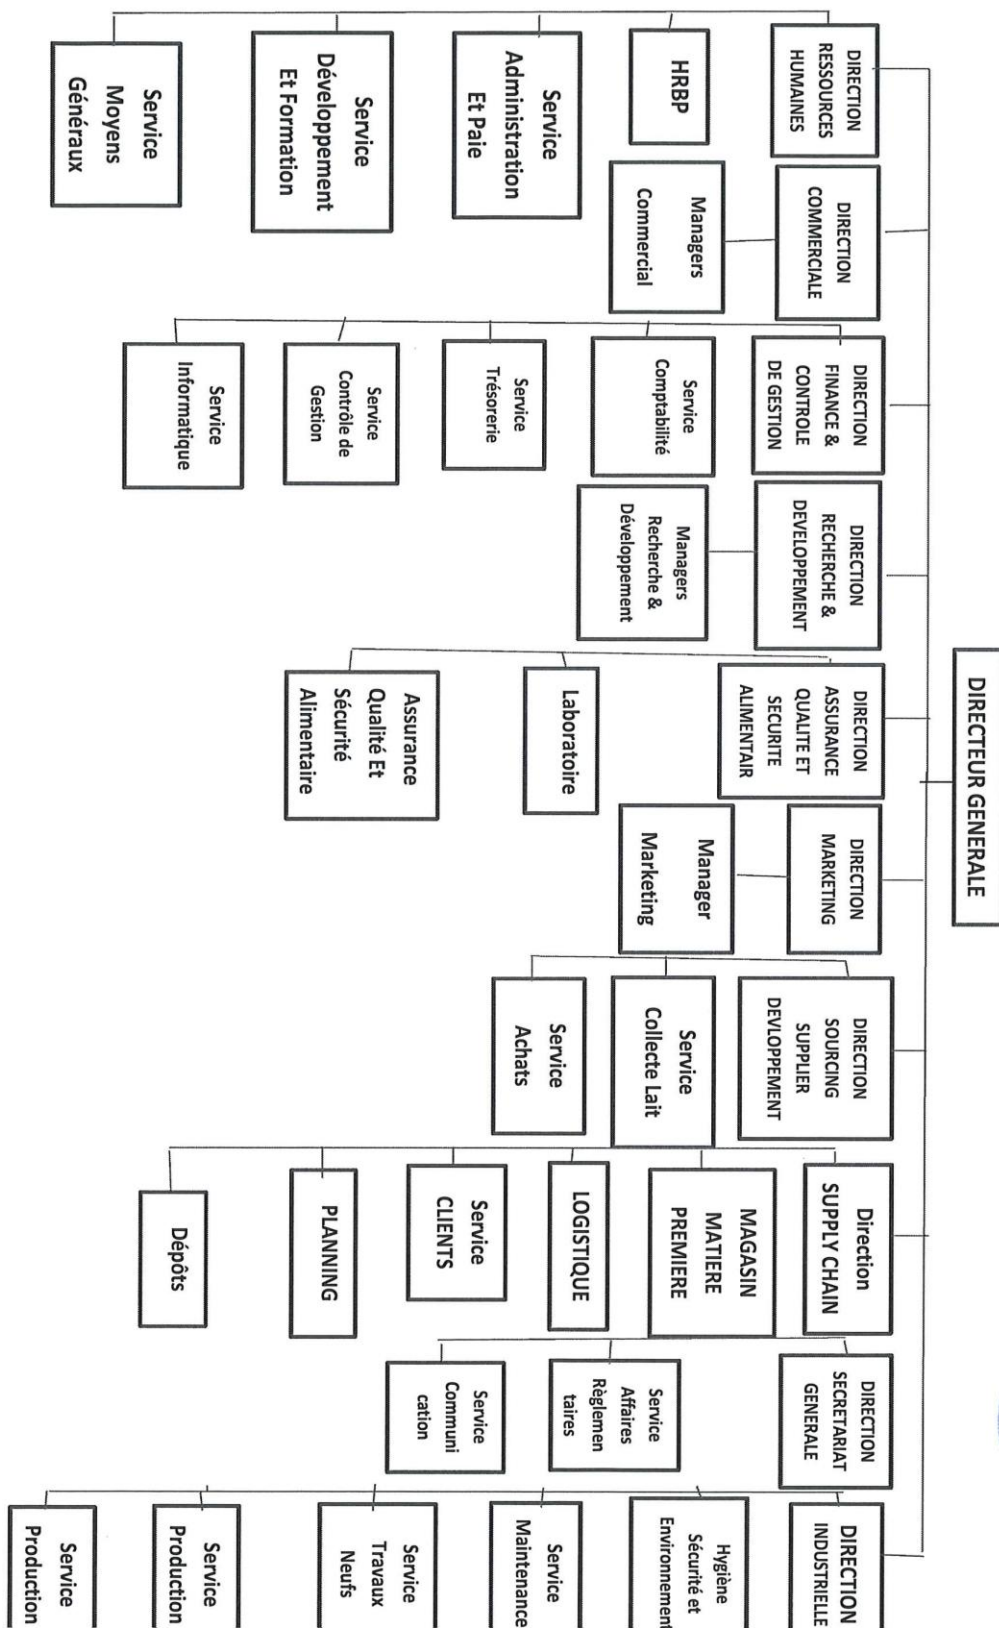 DIRECTEUR GENERALE
DIRECTION
RESSOURCES
HUMAINES
HRBP
Service
Administration
Et Paie
Service
Développement
Et Formation
Service
Moyens
Généraux
DIRECTION
COMMERCIALE
Managers
Commercial
DIRECTION
FINANCE &
CONTROLE
DE GESTION
Service
Comptabilité
Service
Trésorerie
Service
Contrôle de
Gestion
Service
Informatique
DIRECTION
RECHERCHE &
DEVELOPPEMENT
Managers
Recherche &
Développement
DIRECTION
ASSURANCE
QUALITE ET
SECURITE
ALIMENTAIR
Laboratoire
Assurance
Qualité Et
Sécurité
Alimentaire
DIRECTION
MARKETING
Manager
Marketing
DIRECTION
SOURCING
SUPPLIER
DEVLOPPEMENT
Service
Collecte Lait
Service
Achats
Direction
SUPPLY CHAIN
MAGASIN
MATIERE
PREMIERE
LOGISTIQUE
Service
CLIENTS
PLANNING
Dépôts
DIRECTION
SECRETARIAT
GENERALE
Service
Affaires
Règlemen
taires
Service
Communi
cation
DIRECTION
INDUSTRIELLE
Hygiène
Sécurité et
Environnement
Service
Maintenance
Service
Travaux
Neufs
Service
Production
Service
Production